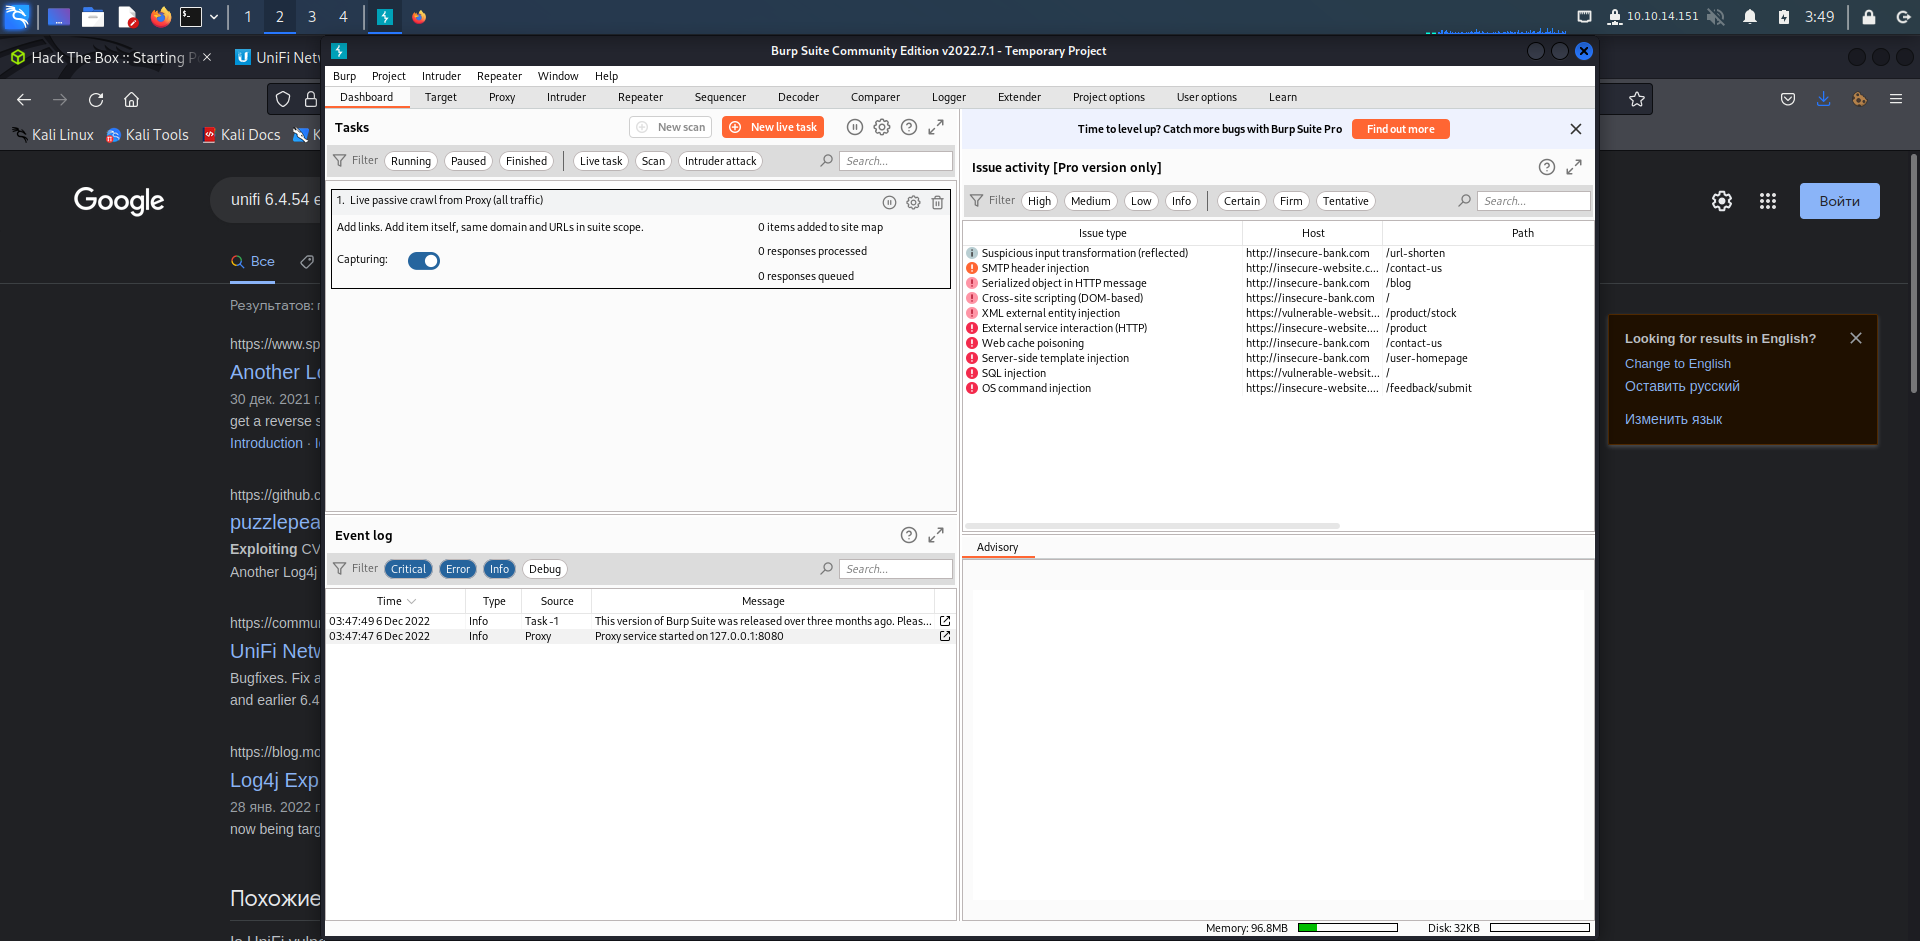 1
2
3
4
10.10.14.151
3:49
Hack The Box :: Starting P
UniFi Netw
Burp Suite Community Edition v2022.7.1 - Temporary Project
Burp Project Intruder Repeater Window Help
Dashboard Target Proxy Intruder Repeater Sequencer Decoder Comparer Logger Extender Project options User options Learn
Kali Linux
Kali Tools
Kali Docs
K
Google
unifi 6.4.54 e
Все
Войти
Результатов: п
https://www.sp
Another Lo
30 дек. 2021 г.
get a reverse s
Introduction · Ic
https://github.c
puzzlepea
Exploiting CV
Another Log4j
https://commu
UniFi Netw
Bugfixes. Fix a
and earlier 6.4
https://blog.mo
Log4j Exp
28 янв. 2022 г
now being targ
Похожие
Is UniFi vulne
Tasks
New scan
New live task
Filter Running Paused Finished Live task Scan Intruder attack Search...
1. Live passive crawl from Proxy (all traffic)
Add links. Add item itself, same domain and URLs in suite scope.
0 items added to site map
0 responses processed
Capturing:
0 responses queued
Event log
Filter Critical Error Info Debug Search...
Time Type Source Message
03:47:49 6 Dec 2022 Info Task -1 This version of Burp Suite was released over three months ago. Pleas...
03:47:47 6 Dec 2022 Info Proxy Proxy service started on 127.0.0.1:8080
Time to level up? Catch more bugs with Burp Suite Pro
Find out more
Issue activity [Pro version only]
Filter High Medium Low Info Certain Firm Tentative Search...
Issue type Host Path
Suspicious input transformation (reflected) http://insecure-bank.com /url-shorten
SMTP header injection http://insecure-website.c... /contact-us
Serialized object in HTTP message http://insecure-bank.com /blog
Cross-site scripting (DOM-based) https://insecure-bank.com /
XML external entity injection https://vulnerable-websit... /product/stock
External service interaction (HTTP) https://insecure-website.... /product
Web cache poisoning http://insecure-bank.com /contact-us
Server-side template injection http://insecure-bank.com /user-homepage
SQL injection https://vulnerable-websit... /
OS command injection https://insecure-website.... /feedback/submit
Advisory
Memory: 96.8MB
Disk: 32KB
Looking for results in English?
Change to English
Оставить русский
Изменить язык